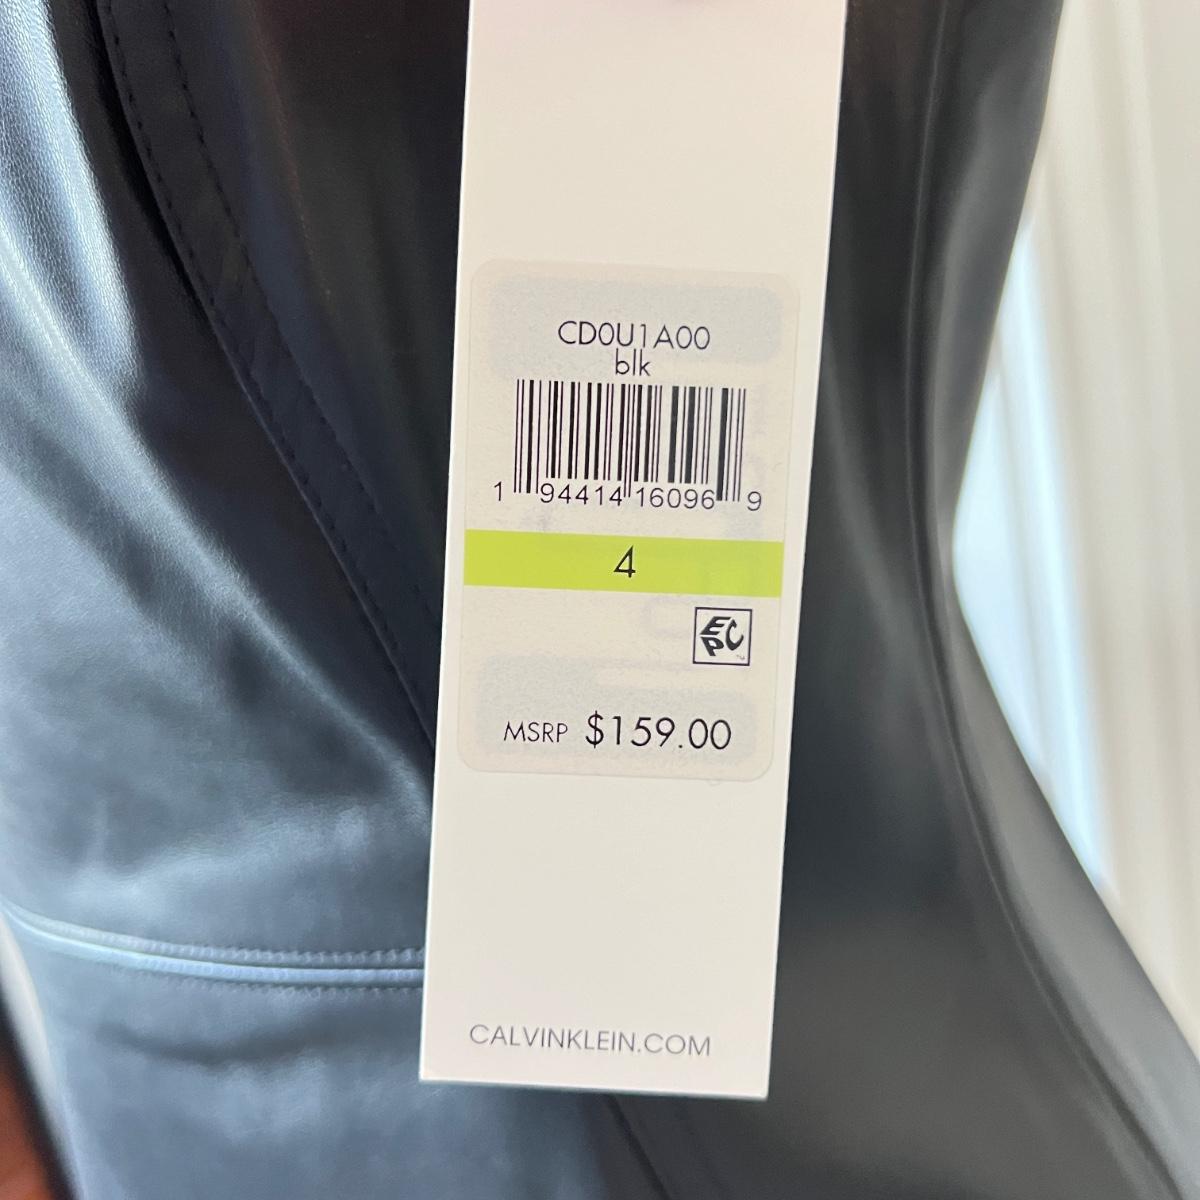 CD0U1A00
blk
1 94414 16096 9
4
EPC
MSRP $159.00
CALVINKLEIN.COM